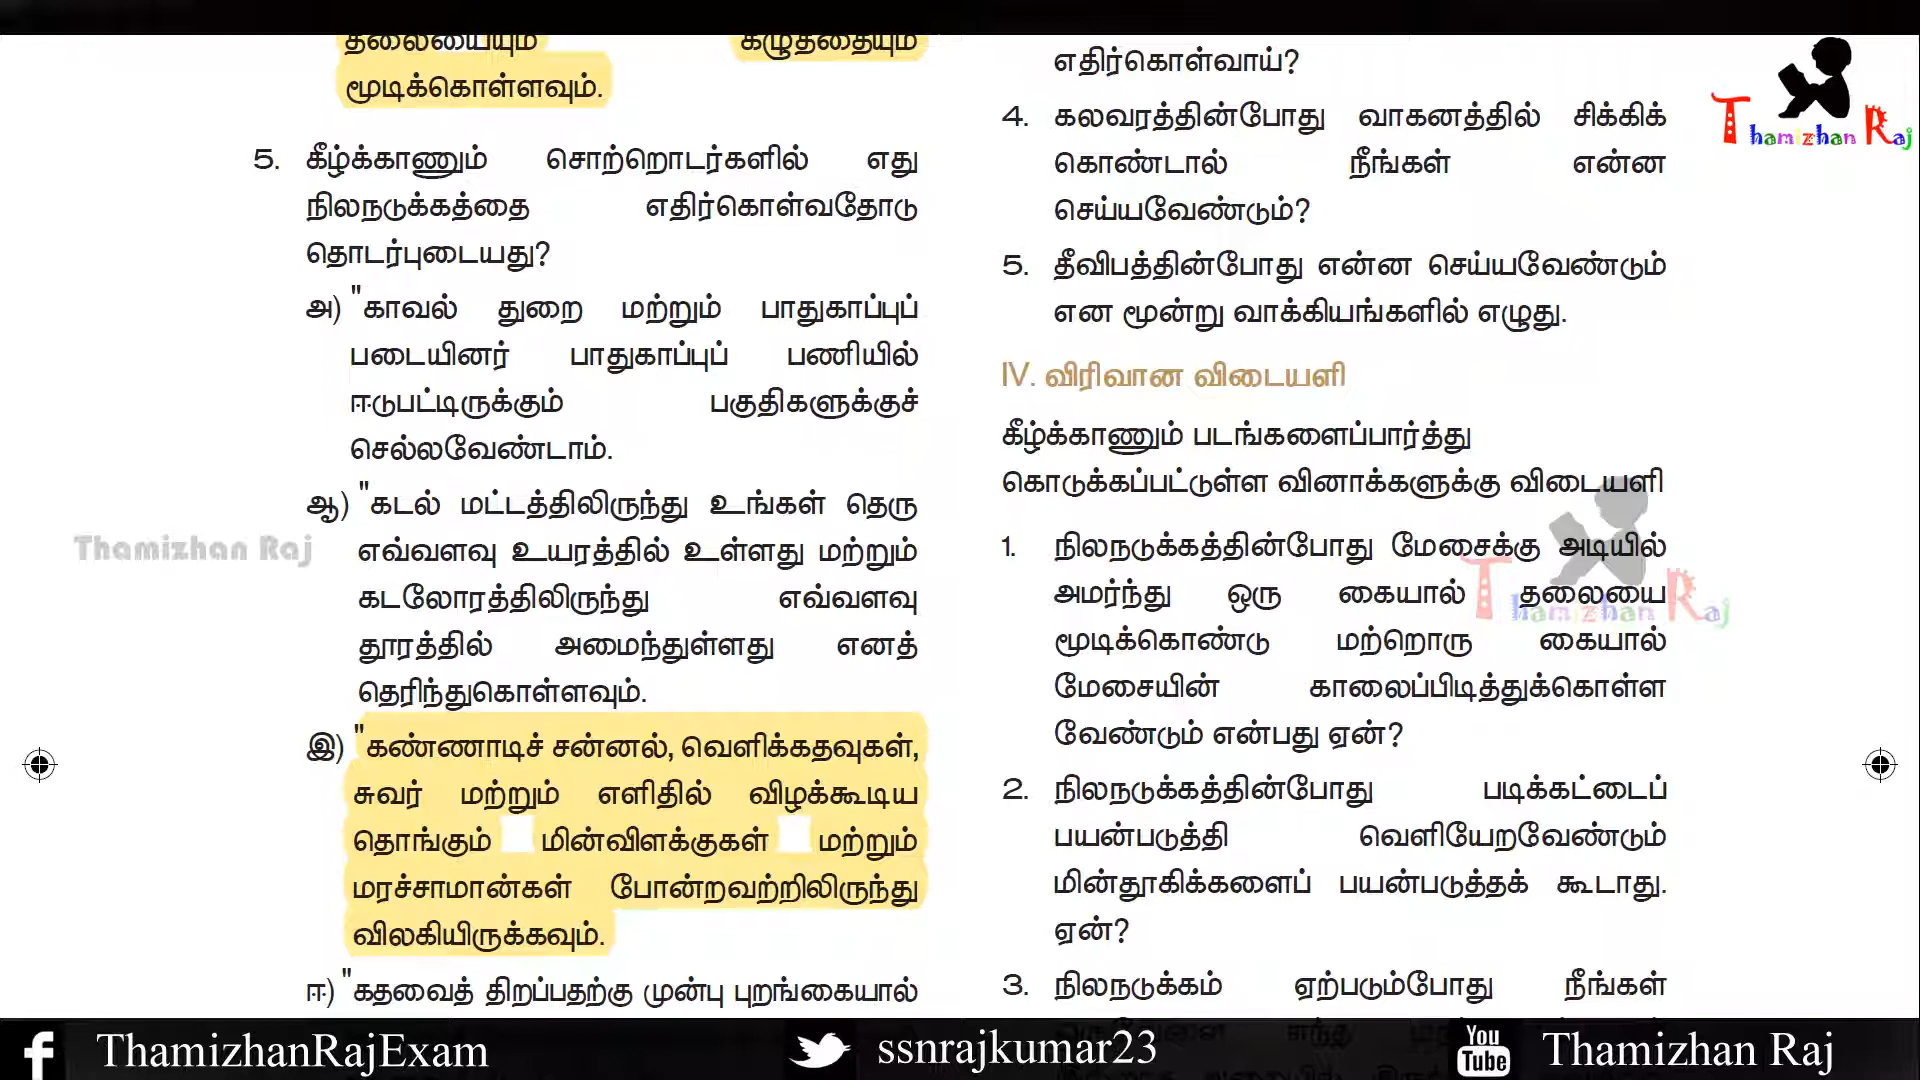 தலையையும் கழுத்தையும்
மூடிக்கொள்ளவும்.
5. கீழ்க்காணும் சொற்றொடர்களில் எது
நிலநடுக்கத்தை எதிர்கொள்வதோடு
தொடர்புடையது?
அ) "காவல் துறை மற்றும் பாதுகாப்புப்
படையினர் பாதுகாப்புப் பணியில்
ஈடுபட்டிருக்கும் பகுதிகளுக்குச்
செல்லவேண்டாம்.
ஆ) "கடல் மட்டத்திலிருந்து உங்கள் தெரு
எவ்வளவு உயரத்தில் உள்ளது மற்றும்
கடலோரத்திலிருந்து எவ்வளவு
தூரத்தில் அமைந்துள்ளது எனத்
தெரிந்துகொள்ளவும்.
இ) "கண்ணாடிச் சன்னல், வெளிக்கதவுகள்,
சுவர் மற்றும் எளிதில் விழக்கூடிய
தொங்கும் மின்விளக்குகள் மற்றும்
மரச்சாமான்கள் போன்றவற்றிலிருந்து
விலகியிருக்கவும்.
ஈ) "கதவைத் திறப்பதற்கு முன்பு புறங்கையால்
எதிர்கொள்வாய்?
4. கலவரத்தின்போது வாகனத்தில் சிக்கிக்
கொண்டால் நீங்கள் என்ன
செய்யவேண்டும்?
5. தீவிபத்தின்போது என்ன செய்யவேண்டும்
என மூன்று வாக்கியங்களில் எழுது.
IV. விரிவான விடையளி
கீழ்க்காணும் படங்களைப்பார்த்து
கொடுக்கப்பட்டுள்ள வினாக்களுக்கு விடையளி
1. நிலநடுக்கத்தின்போது மேசைக்கு அடியில்
அமர்ந்து ஒரு கையால் தலையை
மூடிக்கொண்டு மற்றொரு கையால்
மேசையின் காலைப்பிடித்துக்கொள்ள
வேண்டும் என்பது ஏன்?
2. நிலநடுக்கத்தின்போது படிக்கட்டைப்
பயன்படுத்தி வெளியேறவேண்டும்
மின்தூகிக்களைப் பயன்படுத்தக் கூடாது.
ஏன்?
3. நிலநடுக்கம் ஏற்படும்போது நீங்கள்
Thamizhan Raj
Thamizhan Raj
Thamizhan Raj
f ThamizhanRajExam
ssnrajkumar23
You Tube Thamizhan Raj